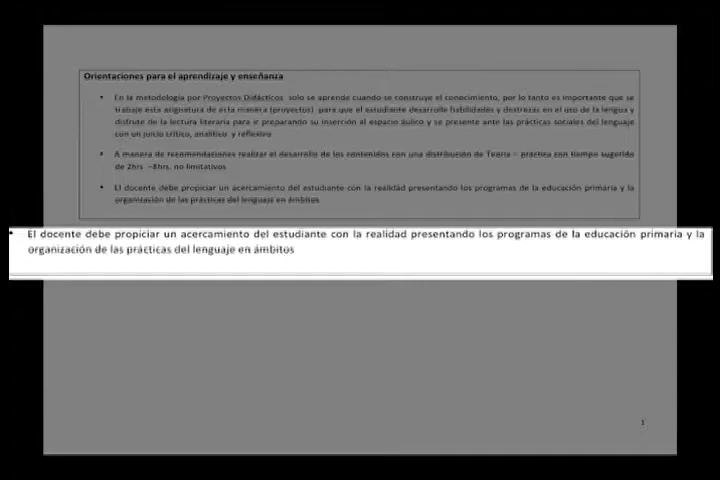 Orientaciones para el aprendizaje y enseñanza
• En la metodología por Proyectos Didácticos solo se aprende cuando se construye el conocimiento, por lo tanto es importante que se
trabaje esta asignatura de esta manera (proyectos) para que el estudiante desarrolle habilidades y destrezas en el uso de la lengua y
disfrute de la lectura literaria para ir preparando su inserción al espacio áulico y se presente ante las prácticas sociales del lenguaje
con un juicio crítico, analítico y reflexivo
• A manera de recomendaciones realizar el desarrollo de los contenidos con una distribución de Teoría – práctica con tiempo sugerido
de 2hrs –8hrs. no limitativos
• El docente debe propiciar un acercamiento del estudiante con la realidad presentando los programas de la educación primaria y la
organización de las prácticas del lenguaje en ámbitos
• El docente debe propiciar un acercamiento del estudiante con la realidad presentando los programas de la educación primaria y la
organización de las prácticas del lenguaje en ámbitos
1